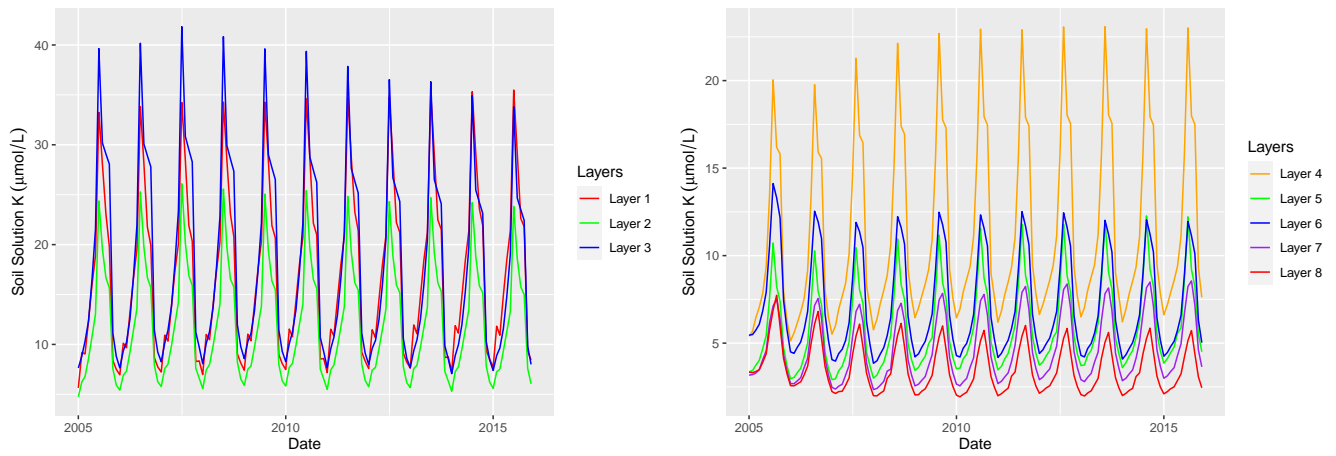 Soil Solution K (μmol/L)
40
30
20
10
2005
2010
2015
Date
Layers
Layer 1
Layer 2
Layer 3
Soil Solution K (μmol/L)
20
15
10
5
2005
2010
2015
Date
Layers
Layer 4
Layer 5
Layer 6
Layer 7
Layer 8